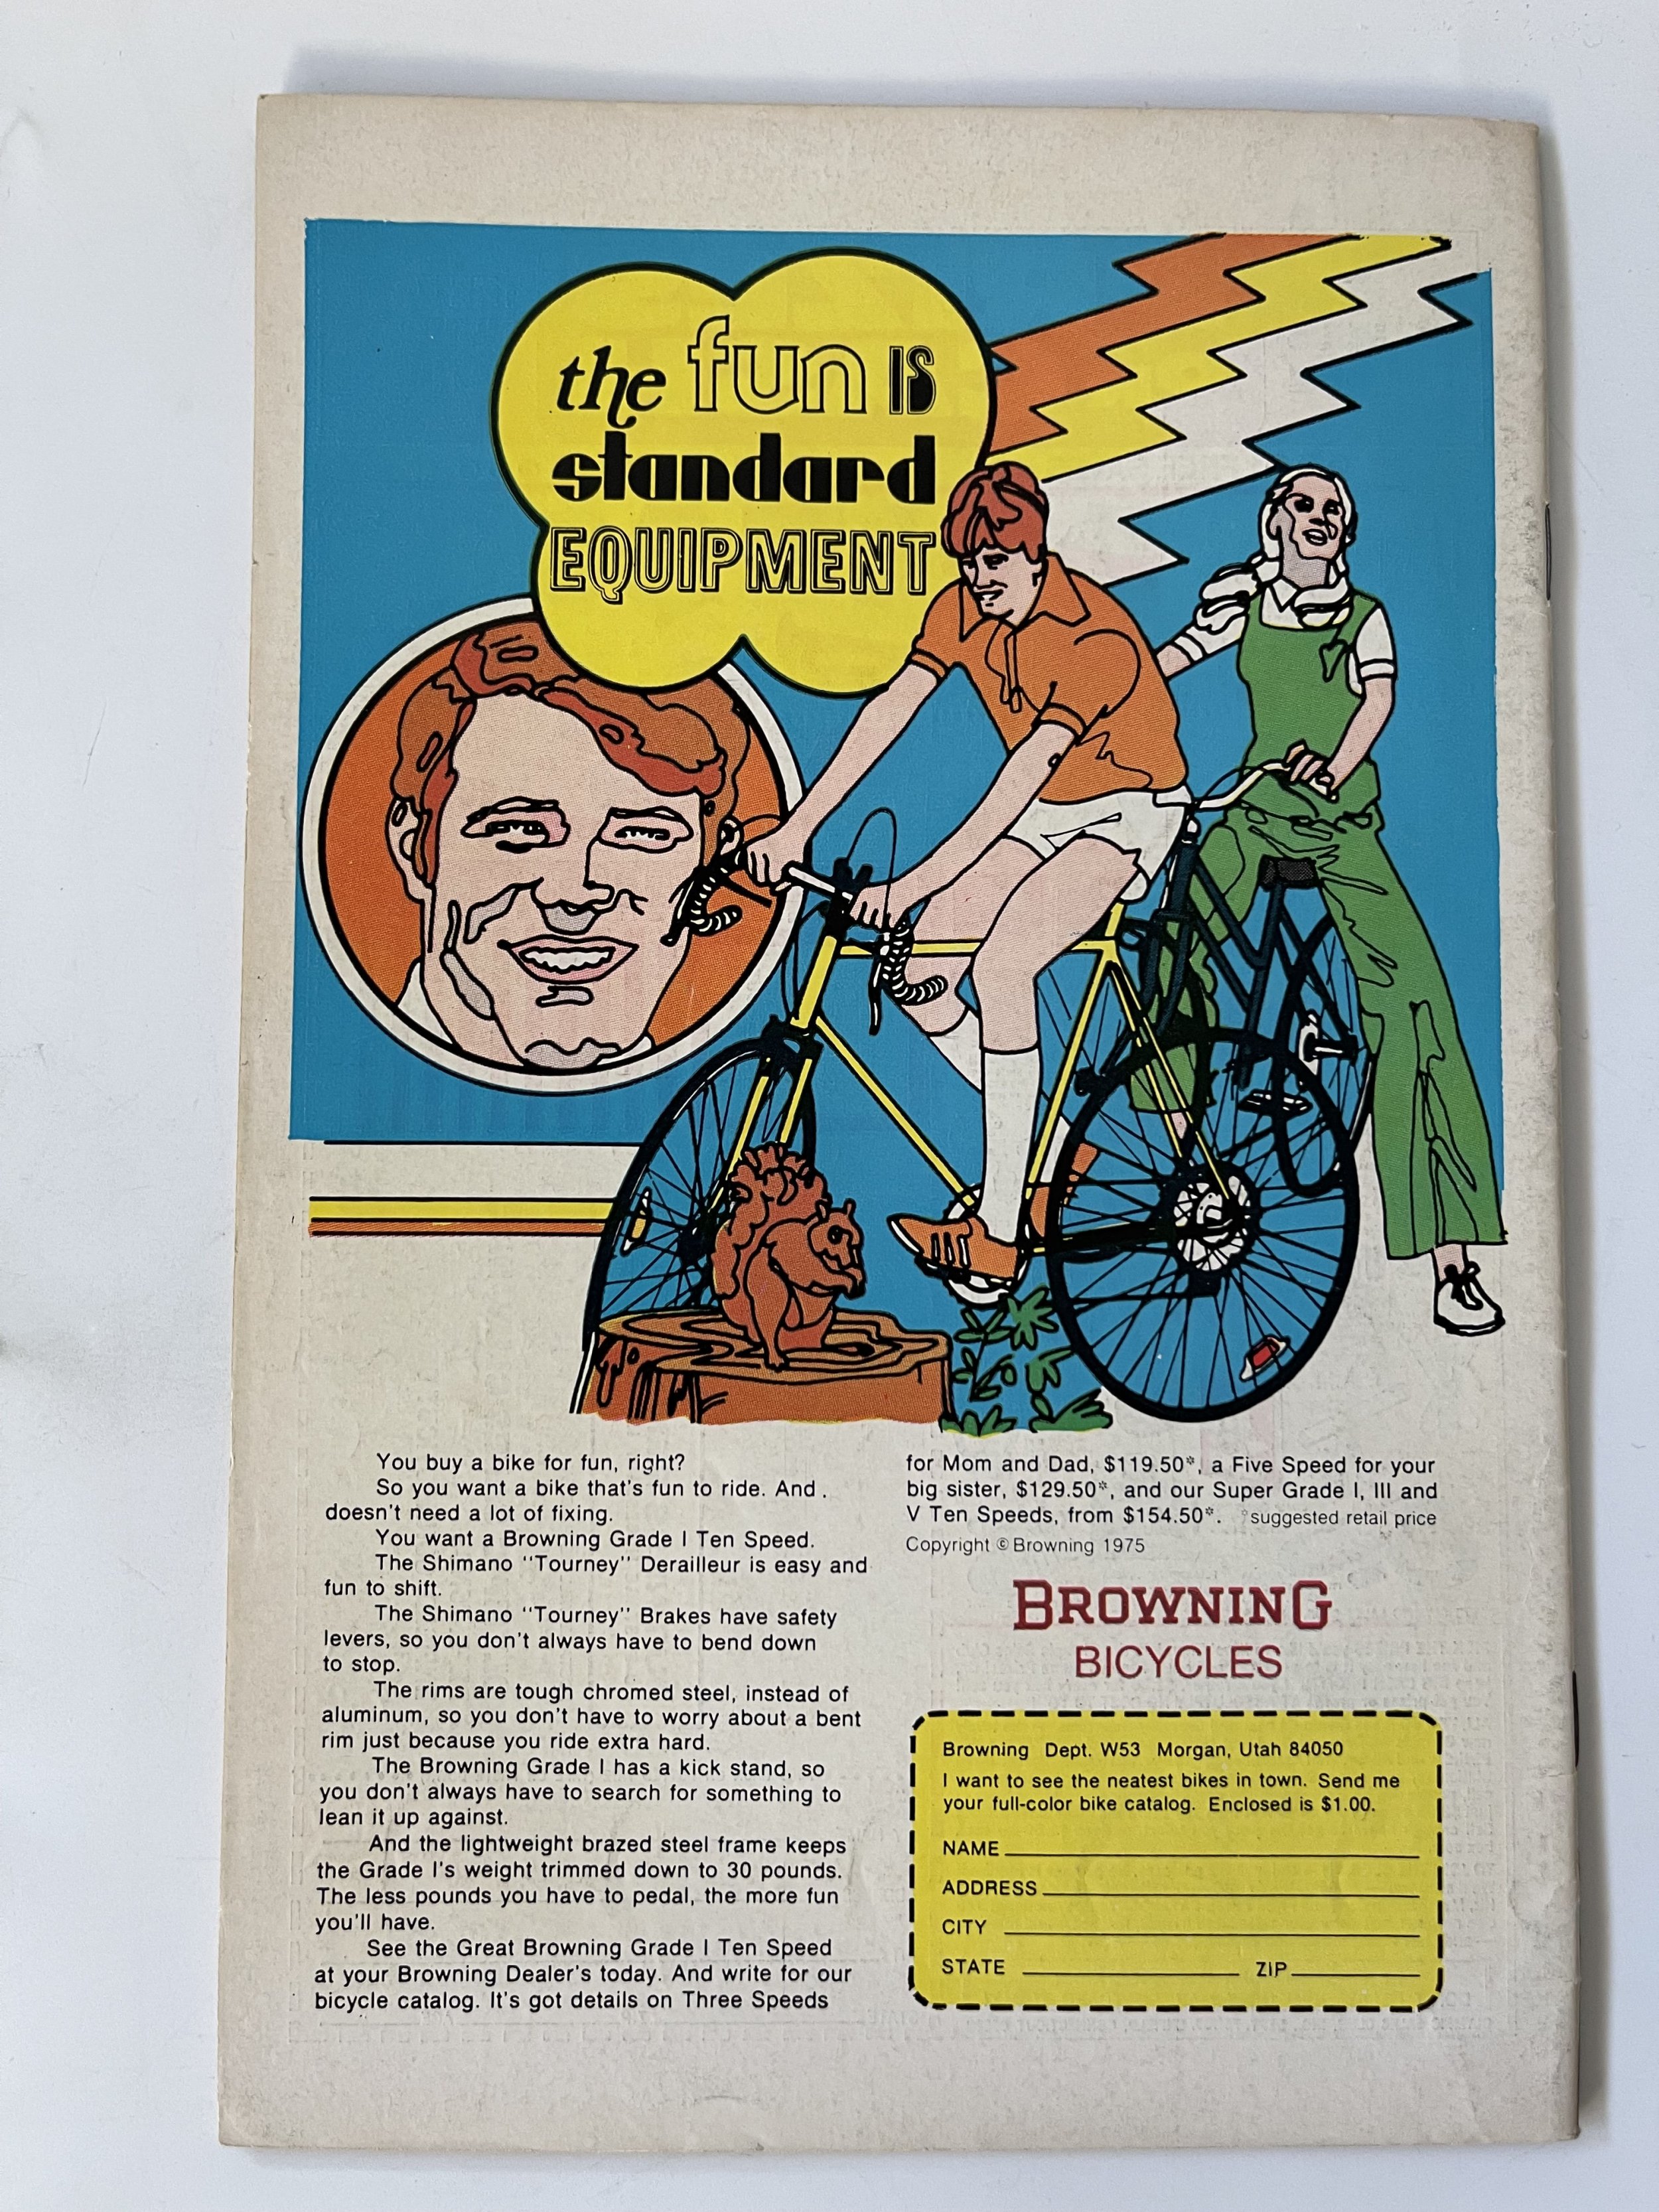 the fun IS
standard
EQUIPMENT
You buy a bike for fun, right?
So you want a bike that's fun to ride. And
doesn't need a lot of fixing.
You want a Browning Grade I Ten Speed.
The Shimano "Tourney" Derailleur is easy and
fun to shift.
The Shimano "Tourney" Brakes have safety
levers, so you don't always have to bend down
to stop.
The rims are tough chromed steel, instead of
aluminum, so you don't have to worry about a bent
rim just because you ride extra hard.
The Browning Grade I has a kick stand, so
you don't always have to search for something to
lean it up against.
And the lightweight brazed steel frame keeps
the Grade I's weight trimmed down to 30 pounds.
The less pounds you have to pedal, the more fun
you'll have.
See the Great Browning Grade I Ten Speed
at your Browning Dealer's today. And write for our
bicycle catalog. It's got details on Three Speeds
for Mom and Dad, $119.50*, a Five Speed for your
big sister, $129.50*, and our Super Grade I, III and
V Ten Speeds, from $154.50*. *suggested retail price
Copyright © Browning 1975
BROWNING
BICYCLES
Browning Dept. W53 Morgan, Utah 84050
I want to see the neatest bikes in town. Send me
your full-color bike catalog. Enclosed is $1.00.
NAME
ADDRESS
CITY
STATE ZIP